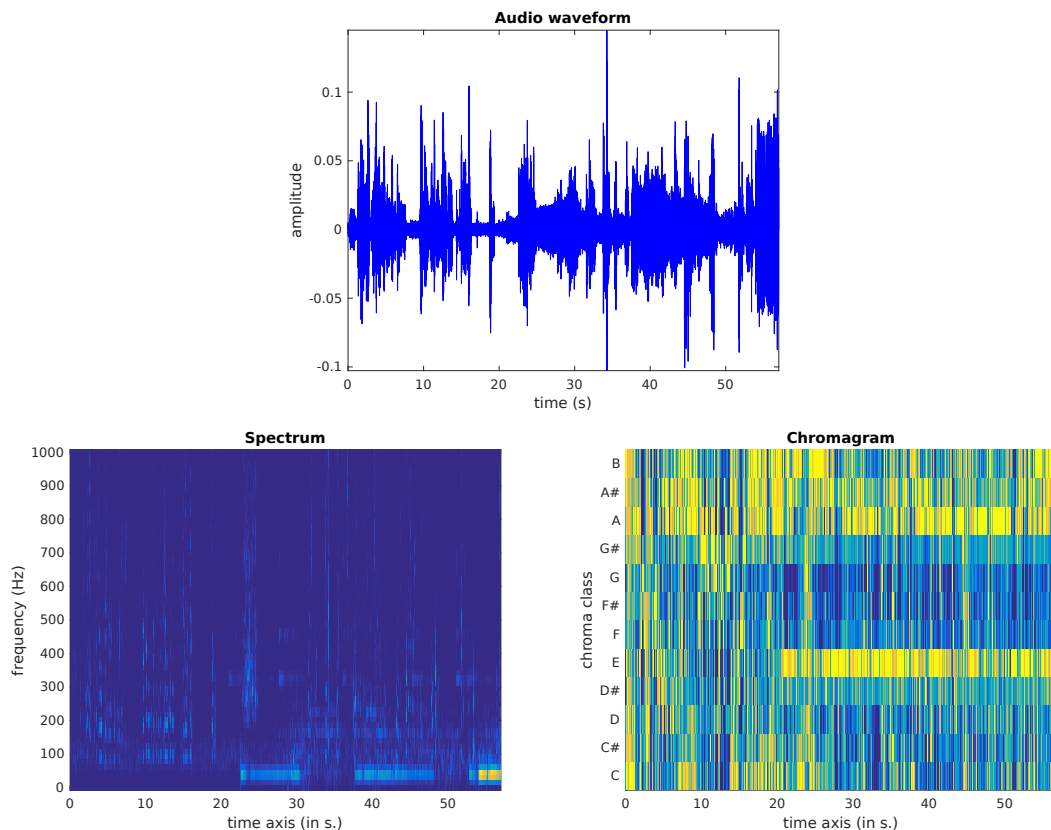 Audio waveform
0.1
0.05
0
-0.05
-0.1
amplitude
0 10 20 30 40 50
time (s)
Spectrum
1000
900
800
700
600
500
400
300
200
100
0
frequency (Hz)
0 10 20 30 40 50
time axis (in s.)
Chromagram
B
A#
A
G#
G
F#
F
E
D#
D
C#
C
chroma class
0 10 20 30 40 50
time axis (in s.)